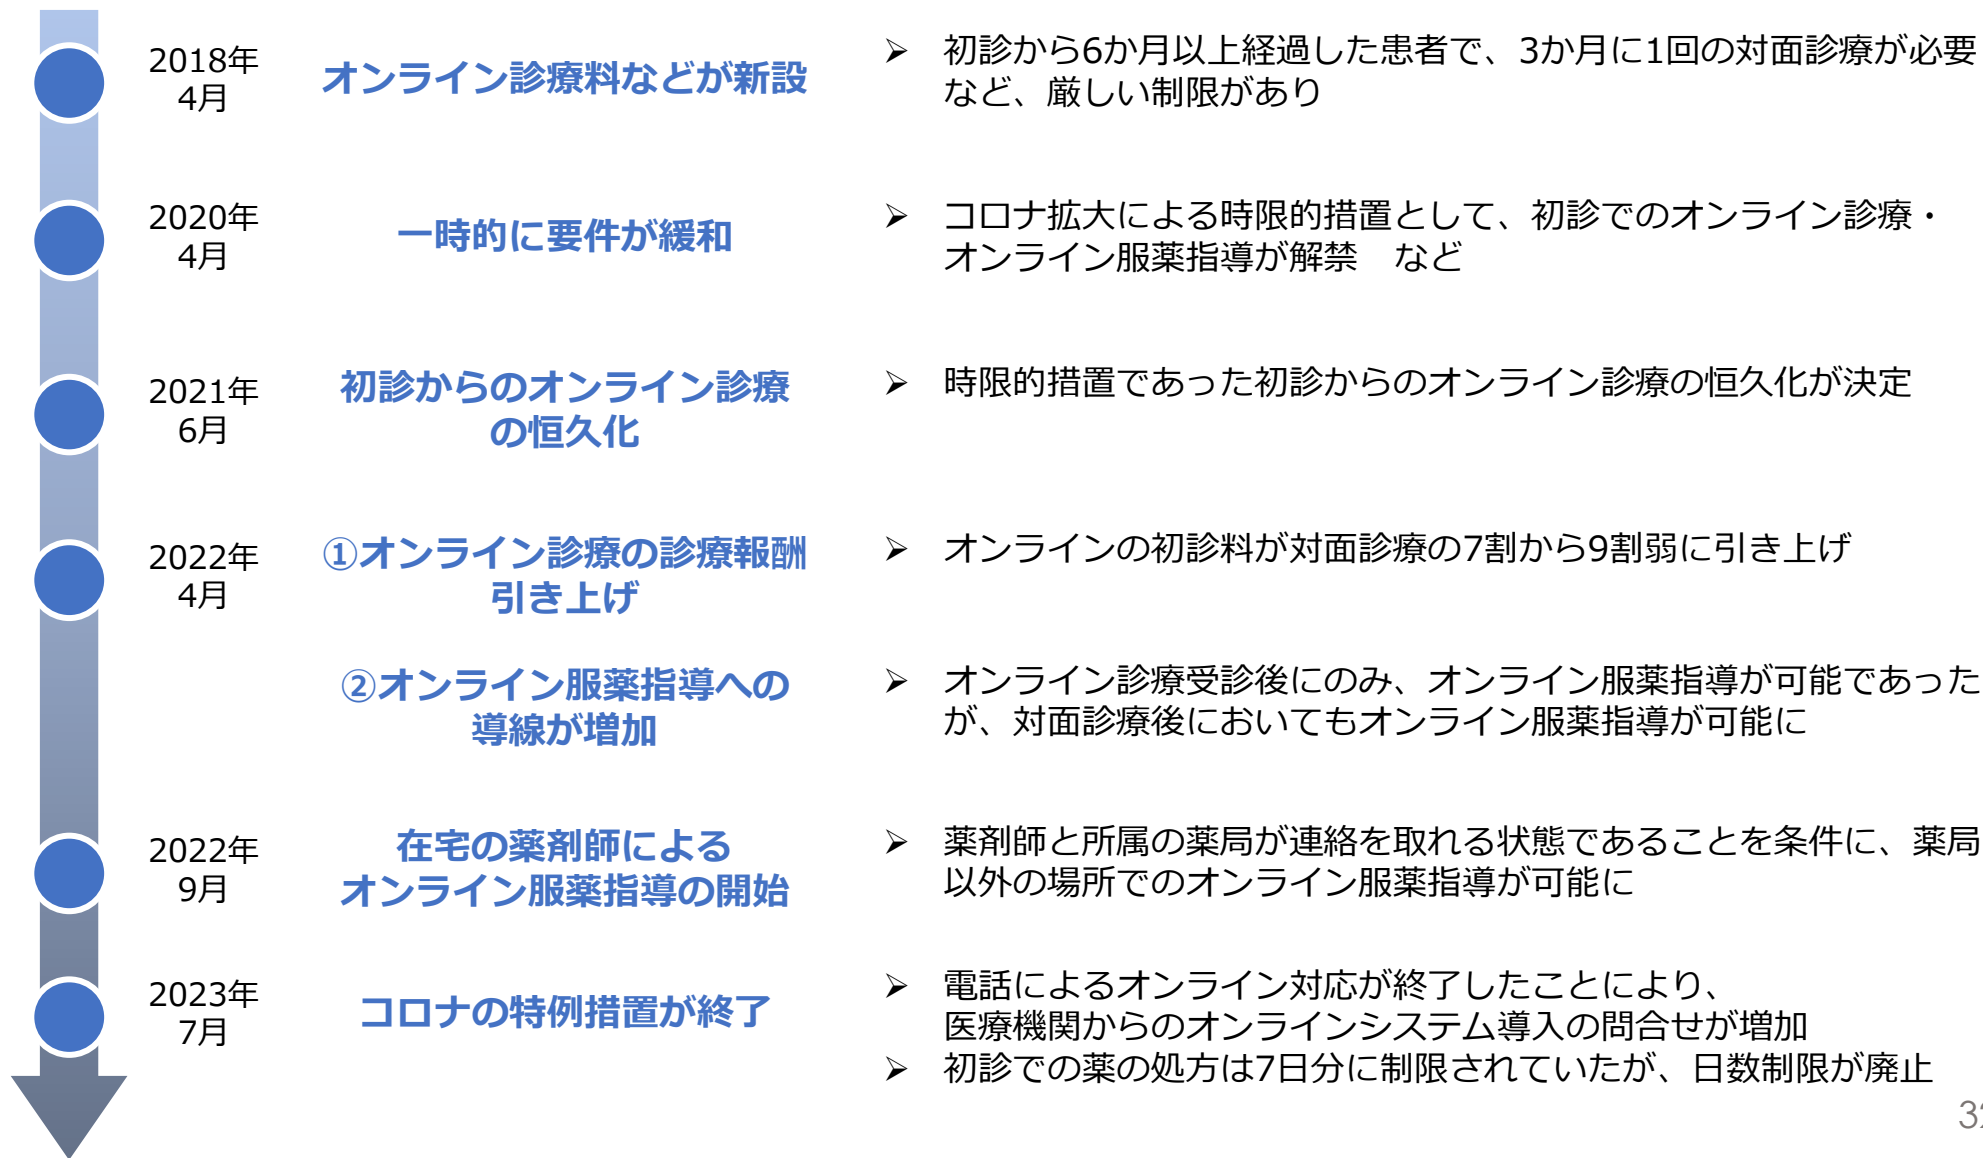 2018年
4月
オンライン診療料などが新設
➢ 初診から6か月以上経過した患者で、3か月に1回の対面診療が必要
など、厳しい制限があり
2020年
4月
一時的に要件が緩和
➢ コロナ拡大による時限的措置として、初診でのオンライン診療・
オンライン服薬指導が解禁　など
2021年
6月
初診からのオンライン診療
の恒久化
➢ 時限的措置であった初診からのオンライン診療の恒久化が決定
2022年
4月
①オンライン診療の診療報酬
引き上げ
➢ オンラインの初診料が対面診療の7割から9割弱に引き上げ
②オンライン服薬指導への
導線が増加
➢ オンライン診療受診後にのみ、オンライン服薬指導が可能であった
が、対面診療後においてもオンライン服薬指導が可能に
2022年
9月
在宅の薬剤師による
オンライン服薬指導の開始
➢ 薬剤師と所属の薬局が連絡を取れる状態であることを条件に、薬局
以外の場所でのオンライン服薬指導が可能に
2023年
7月
コロナの特例措置が終了
➢ 電話によるオンライン対応が終了したことにより、
医療機関からのオンラインシステム導入の問合せが増加
➢ 初診での薬の処方は7日分に制限されていたが、日数制限が廃止
32